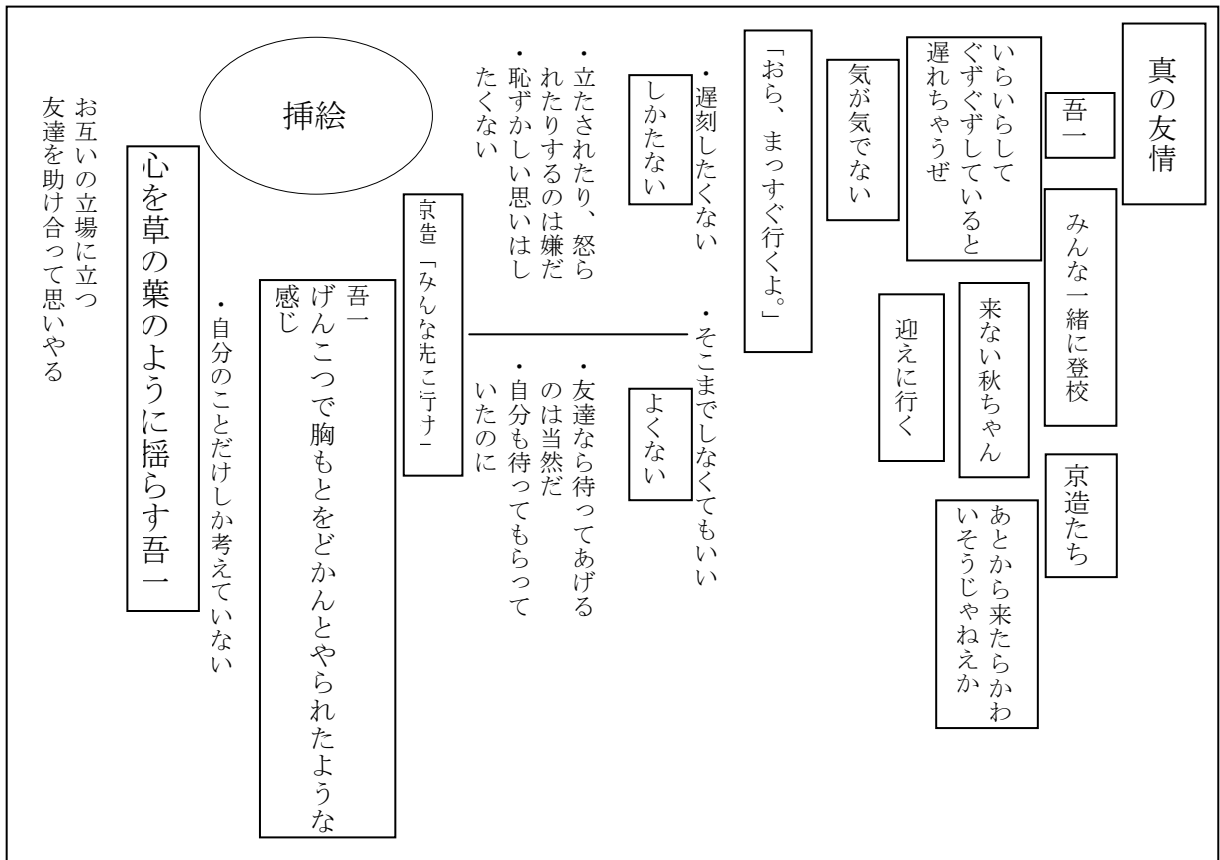 真の友情
吾一
みんな一緒に登校
京造たち
いらいらして
ぐずぐずしていると
遅れちゃうぜ
来ない秋ちゃん
あとから来たらかわ
いそうじゃねえか
気が気でない
迎えに行く
「おら、まっすぐ行くよ。」
・遅刻したくない
・そこまでしなくてもいい
しかたない
よくない
・立たされたり、怒ら
れたりするのは嫌だ
・恥ずかしい思いはし
たくない
・友達なら待ってあげる
のは当然だ
・自分も待ってもらって
いたのに
京造「みんな先に行け」
吾一
げんこつで胸もとをどかんとやられたような
感じ
挿絵
・自分のことだけしか考えていない
心を草の葉のように揺らす吾一
お互いの立場に立つ
友達を助け合って思いやる